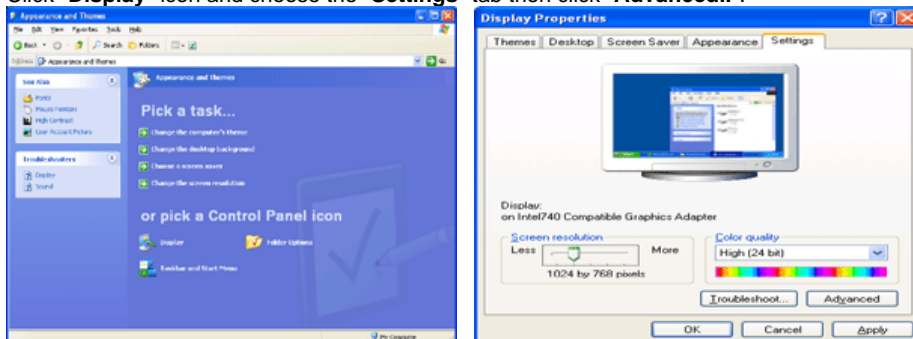 Click "Display" icon and choose the "Settings" tab then click "Advanced..".
Appearance and Themes
File Edit View Favorites Tools Help
Back Search Folders
Address Appearance and Themes Go
See Also
Fonts
Mouse Pointers
High Contrast
User Account Picture
Troubleshooters
Display
Sound
Appearance and Themes
Pick a task...
Change the computer's theme
Change the desktop background
Choose a screen saver
Change the screen resolution
or pick a Control Panel icon
Display
Folder Options
Taskbar and Start Menu
My Computer
Display Properties
Themes Desktop Screen Saver Appearance Settings
Display:
on Intel740 Compatible Graphics Adapter
Screen resolution
Less More
1024 by 768 pixels
Color quality
High (24 bit)
Troubleshoot... Advanced
OK Cancel Apply